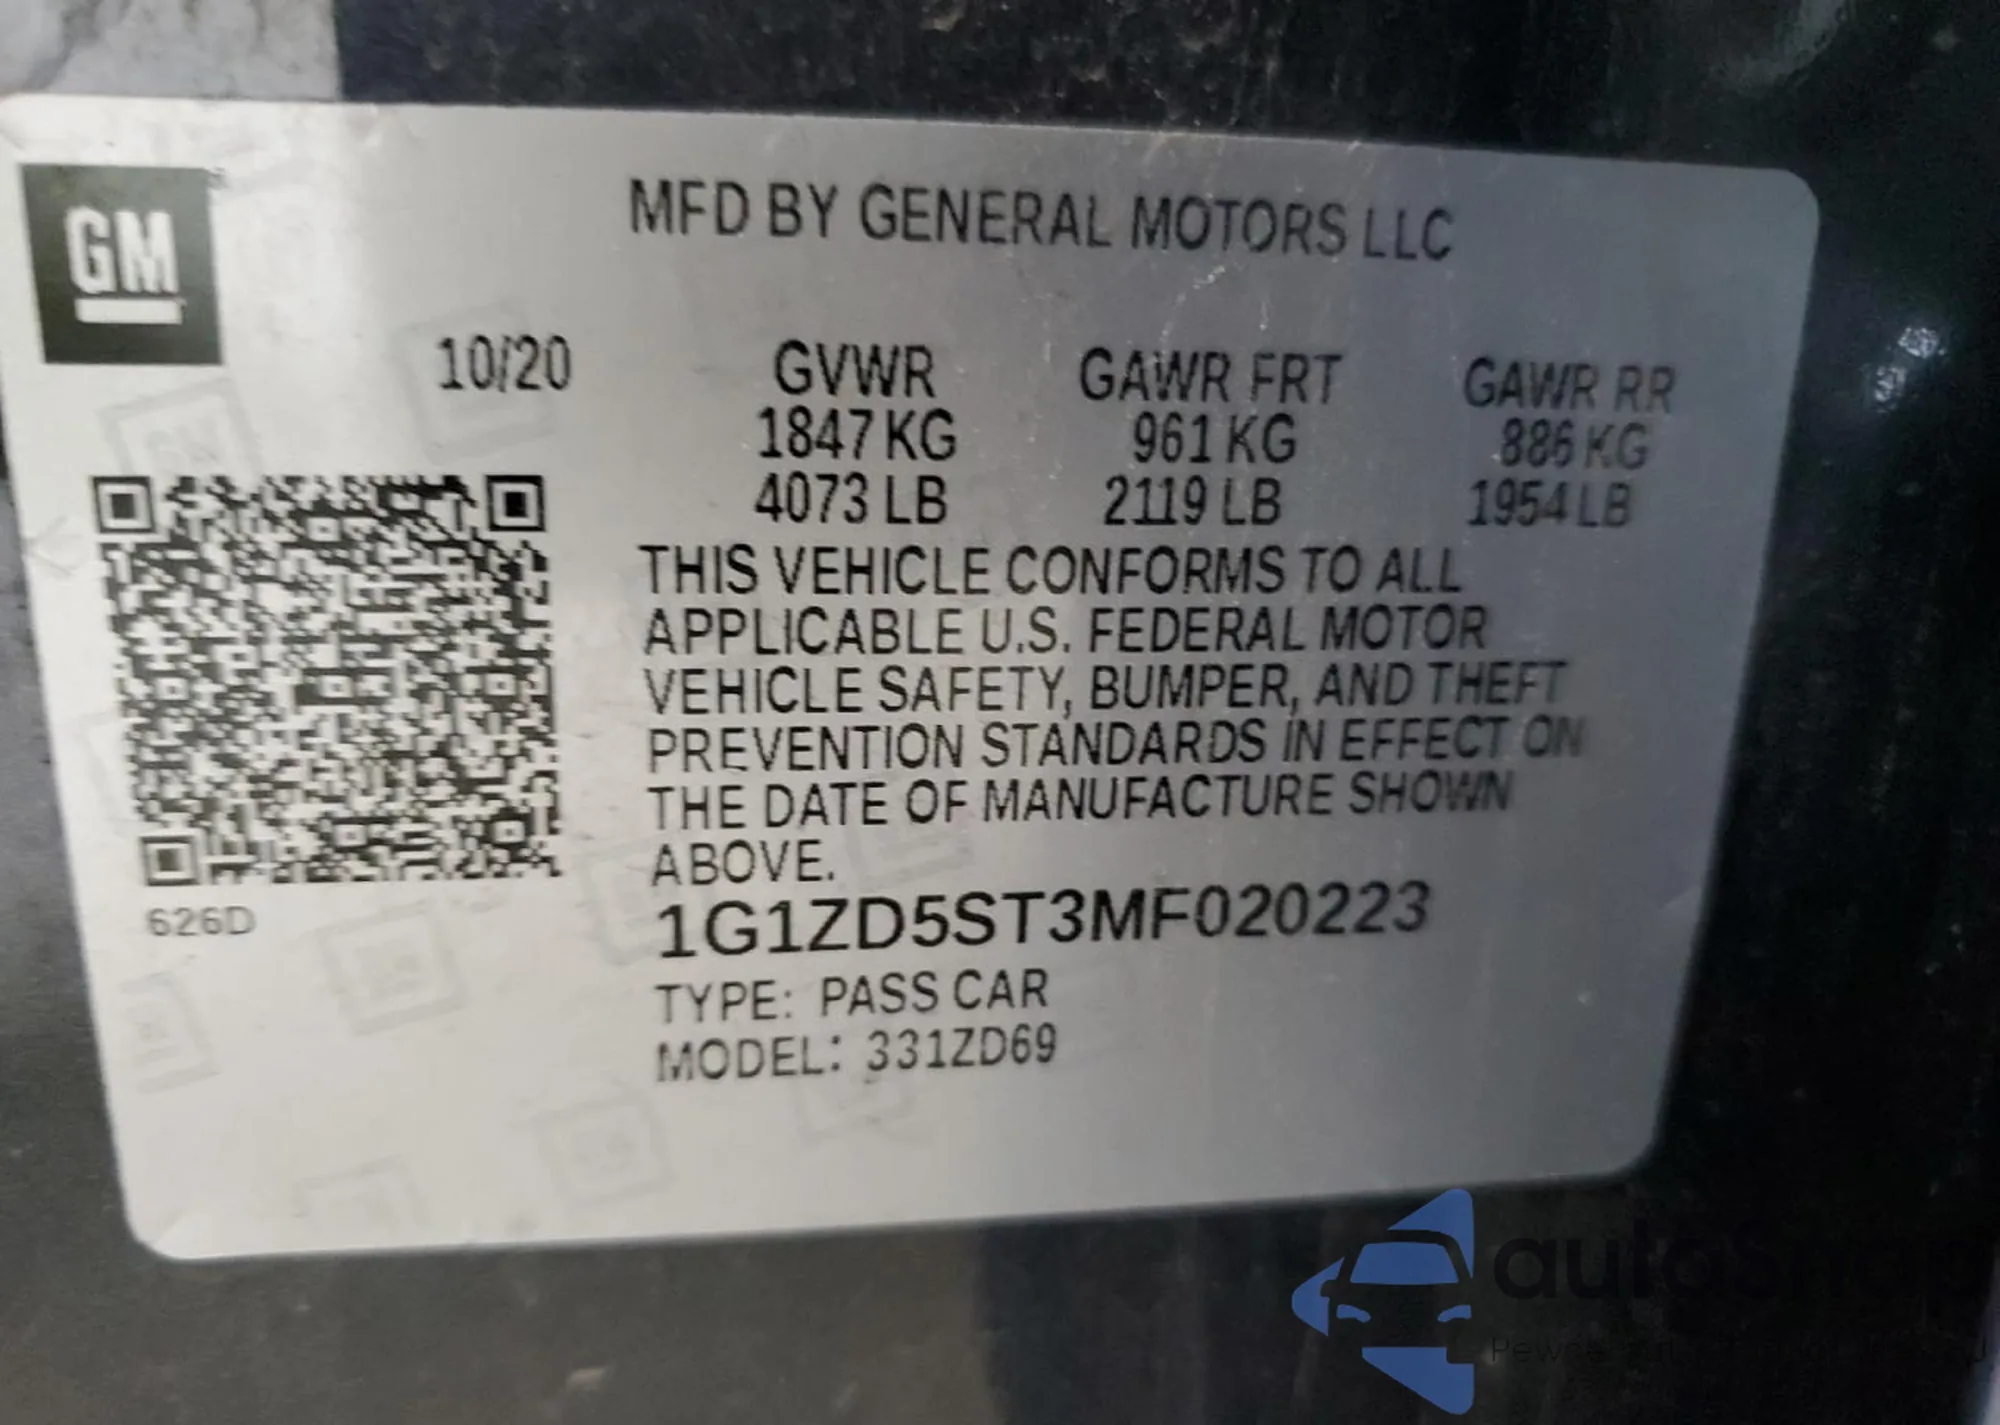 GM
MFD BY GENERAL MOTORS LLC
10/20 GVWR GAWR FRT GAWR RR
1847 KG 961 KG 886 KG
4073 LB 2119 LB 1954 LB
THIS VEHICLE CONFORMS TO ALL
APPLICABLE U.S. FEDERAL MOTOR
VEHICLE SAFETY, BUMPER, AND THEFT
PREVENTION STANDARDS IN EFFECT ON
THE DATE OF MANUFACTURE SHOWN
ABOVE.
626D
1G1ZD5ST3MF020223
TYPE: PASS CAR
MODEL: 331ZD69